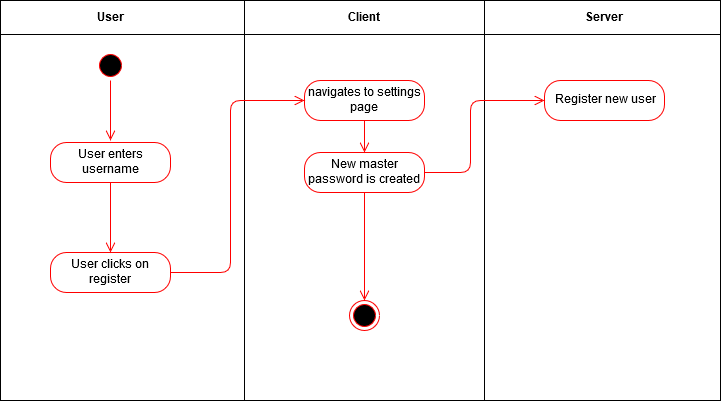 User
Client
Server
User enters
username
User clicks on
register
navigates to settings
page
New master
password is created
Register new user